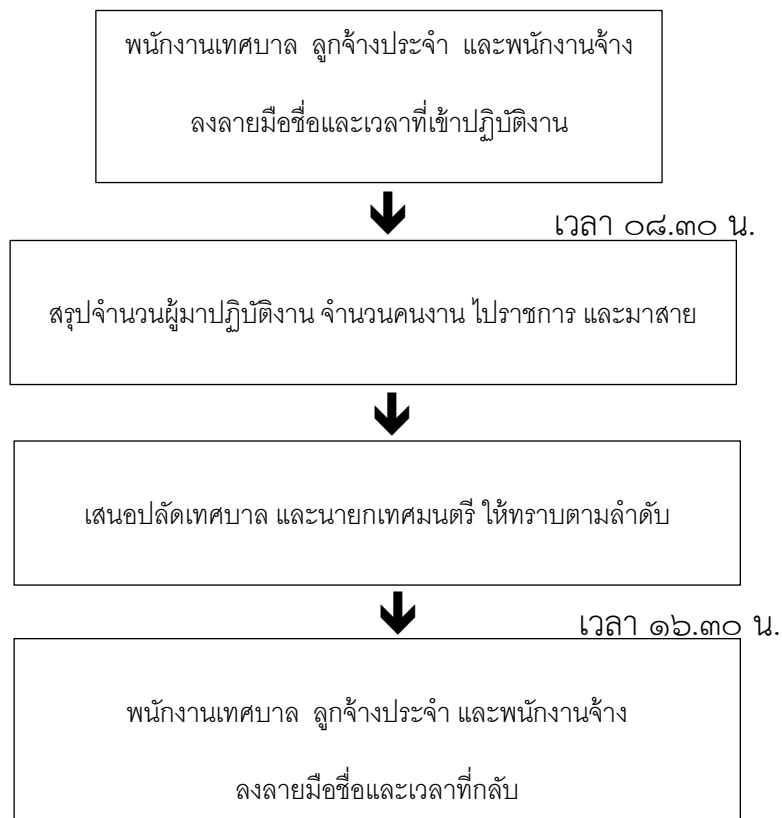 พนักงานเทศบาล ลูกจ้างประจำ และพนักงานจ้าง
ลงลายมือชื่อและเวลาที่เข้าปฏิบัติงาน
เวลา ๐๘.๓๐ น.
สรุปจำนวนผู้มาปฏิบัติงาน จำนวนคนงาน ไปราชการ และมาสาย
เสนอปลัดเทศบาล และนายกเทศมนตรี ให้ทราบตามลำดับ
เวลา ๑๖.๓๐ น.
พนักงานเทศบาล ลูกจ้างประจำ และพนักงานจ้าง
ลงลายมือชื่อและเวลาที่กลับ